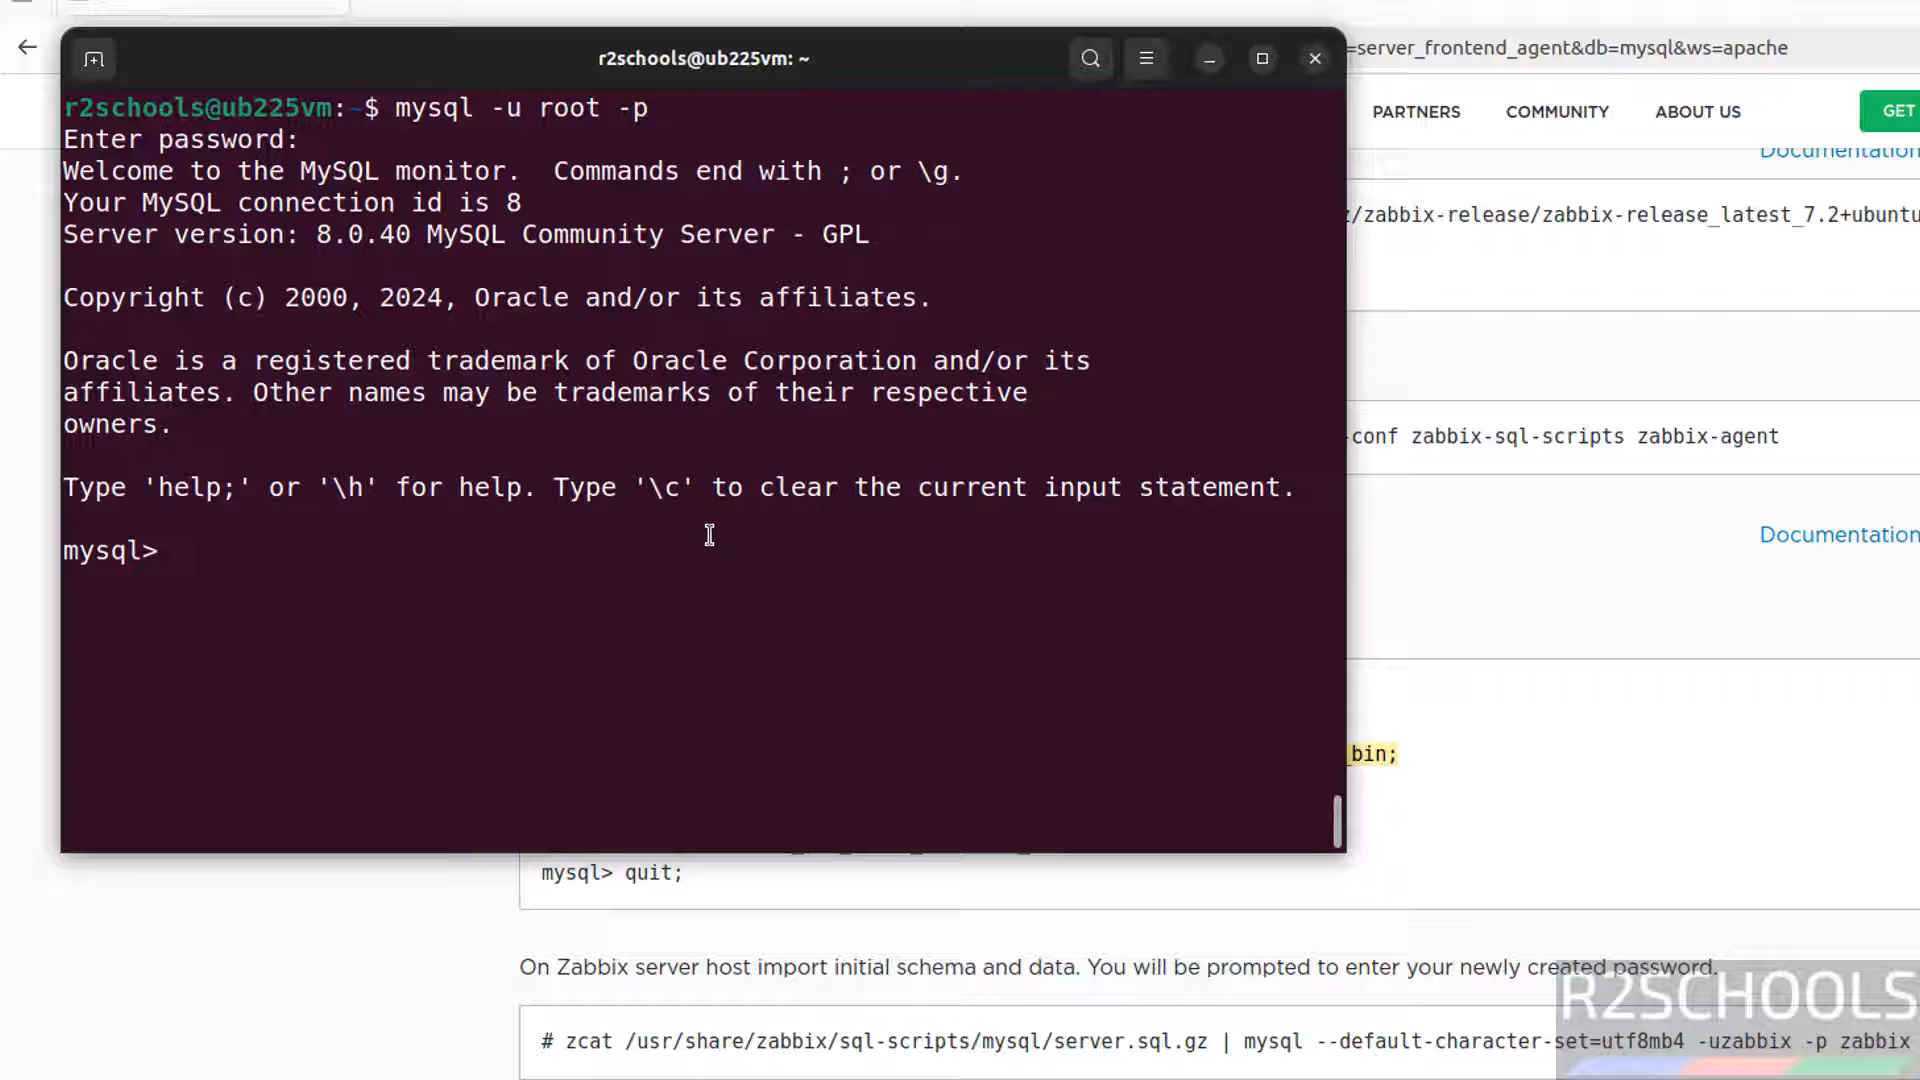 r2schools@ub225vm: ~
=server_frontend_agent&db=mysql&ws=apache
r2schools@ub225vm:~$ mysql -u root -p
Enter password:
Welcome to the MySQL monitor.  Commands end with ; or \g.
Your MySQL connection id is 8
Server version: 8.0.40 MySQL Community Server - GPL
Copyright (c) 2000, 2024, Oracle and/or its affiliates.
Oracle is a registered trademark of Oracle Corporation and/or its
affiliates. Other names may be trademarks of their respective
owners.
Type 'help;' or '\h' for help. Type '\c' to clear the current input statement.
mysql>
PARTNERS COMMUNITY ABOUT US GET
Documentation
/zabbix-release/zabbix-release_latest_7.2+ubuntu
-conf zabbix-sql-scripts zabbix-agent
Documentation
_bin;
mysql> quit;
On Zabbix server host import initial schema and data. You will be prompted to enter your newly created password.
# zcat /usr/share/zabbix/sql-scripts/mysql/server.sql.gz | mysql --default-character-set=utf8mb4 -uzabbix -p zabbix
R2SCHOOLS